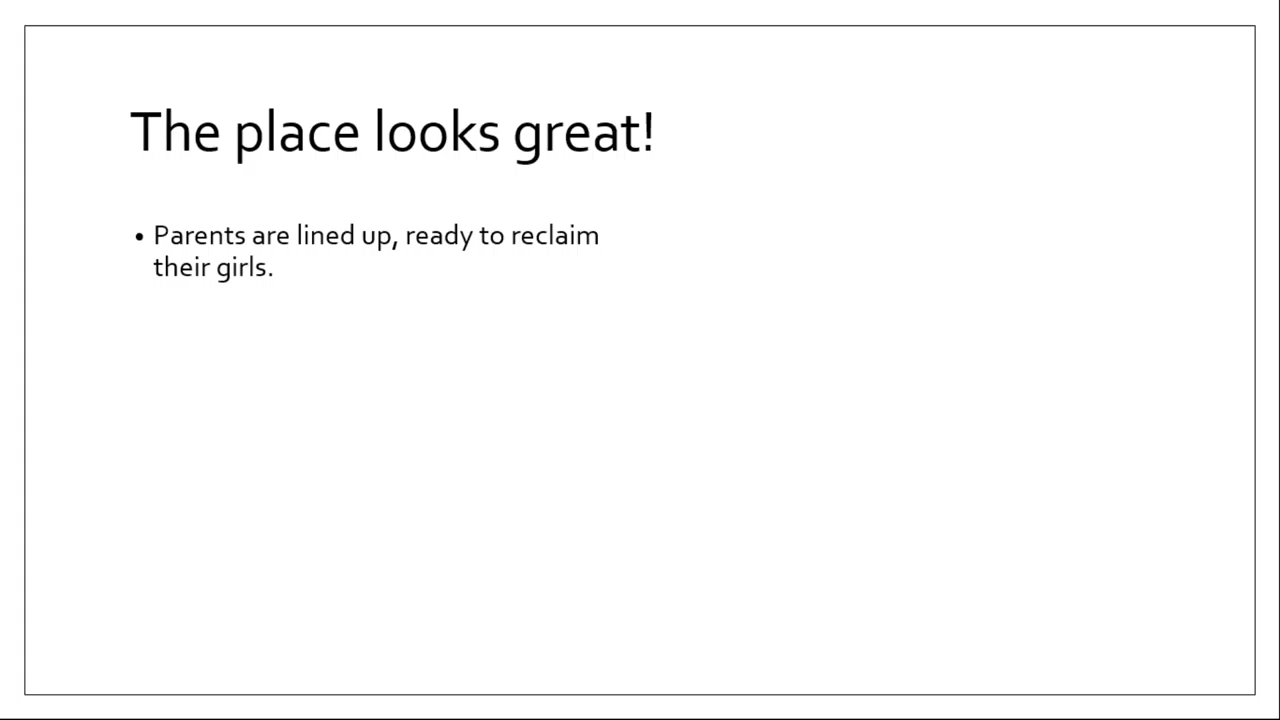 The place looks great!
• Parents are lined up, ready to reclaim
their girls.